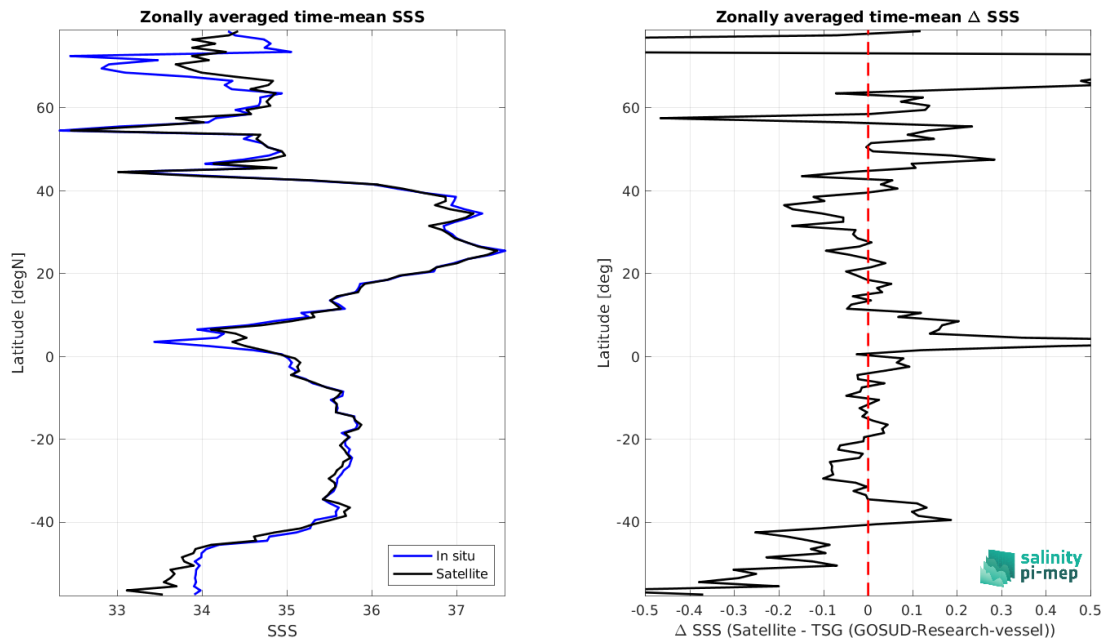 Zonally averaged time-mean SSS
Latitude [degN]
60
40
20
0
-20
-40
33
34
35
36
37
SSS
In situ
Satellite
Zonally averaged time-mean Δ SSS
Latitude [deg]
60
40
20
0
-20
-40
-0.5
-0.4
-0.3
-0.2
-0.1
0
0.1
0.2
0.3
0.4
0.5
Δ SSS (Satellite - TSG (GOSUD-Research-vessel))
salinity
pi-mep